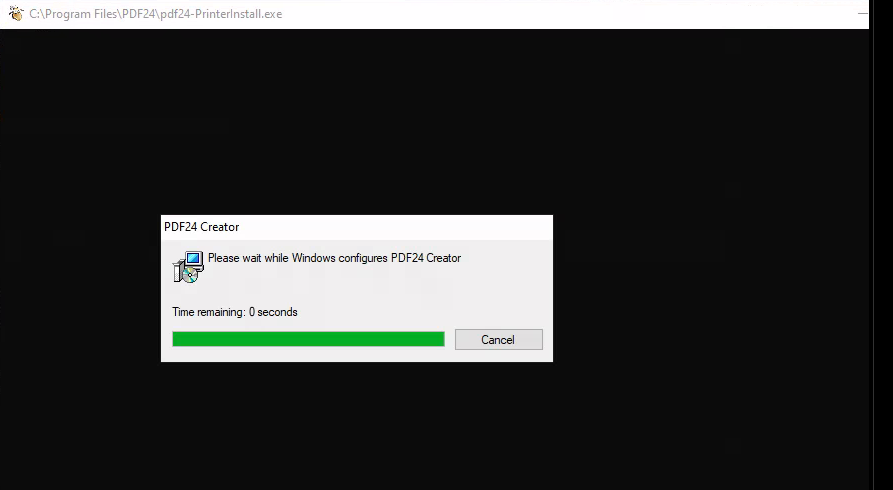 C:\Program Files\PDF24\pdf24-PrinterInstall.exe
PDF24 Creator
Please wait while Windows configures PDF24 Creator
Time remaining: 0 seconds
Cancel